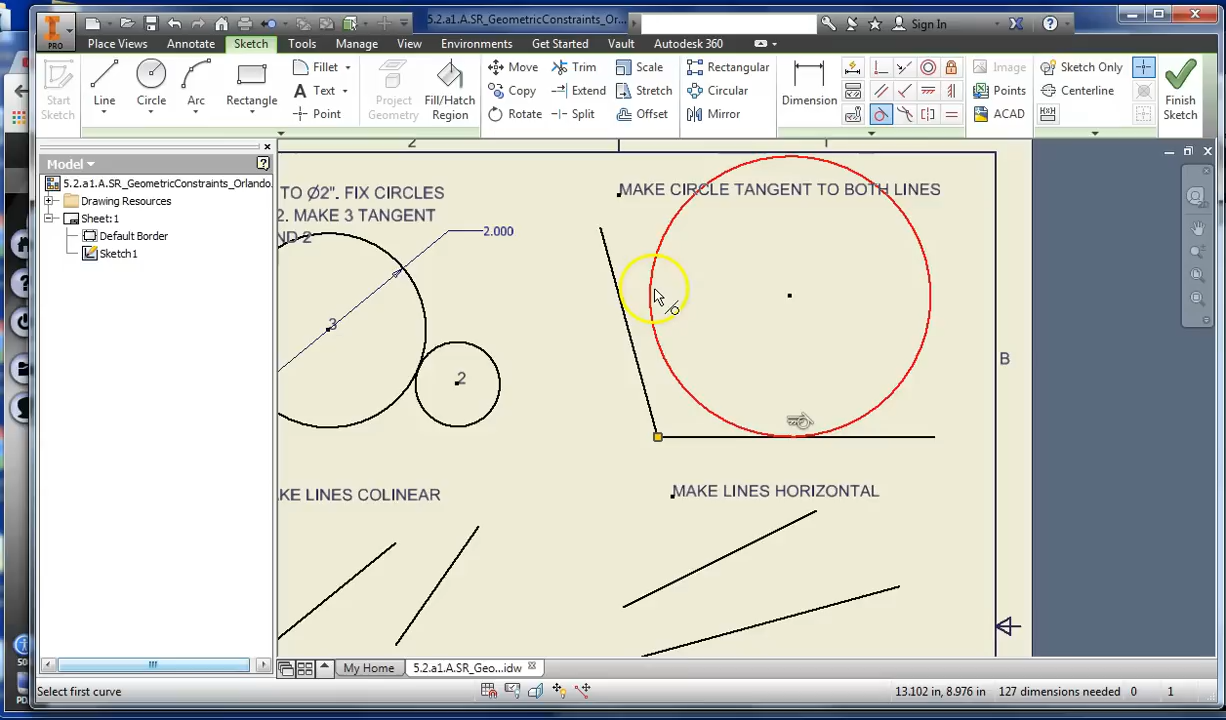 5.2.a1.A.SR_GeometricConstraints_Or...
Sign In
PRO
Place Views Annotate Sketch Tools Manage View Environments Get Started Vault Autodesk 360
Start Sketch
Line
Circle
Arc
Rectangle
Fillet
Text
Point
Project Geometry
Fill/Hatch Region
Move
Copy
Rotate
Trim
Extend
Split
Scale
Stretch
Offset
Rectangular
Circular
Mirror
Dimension
Image
Points
ACAD
Sketch Only
Centerline
Finish Sketch
Model
5.2.a1.A.SR_GeometricConstraints_Orlando.
Drawing Resources
Sheet:1
Default Border
Sketch1
2
1
TO Ø2". FIX CIRCLES
2. MAKE 3 TANGENT
ND 2
2.000
3
2
MAKE CIRCLE TANGENT TO BOTH LINES
B
AKE LINES COLINEAR
MAKE LINES HORIZONTAL
My Home
5.2.a1.A.SR_Geo...idw
Select first curve
13.102 in, 8.976 in 127 dimensions needed 0 1